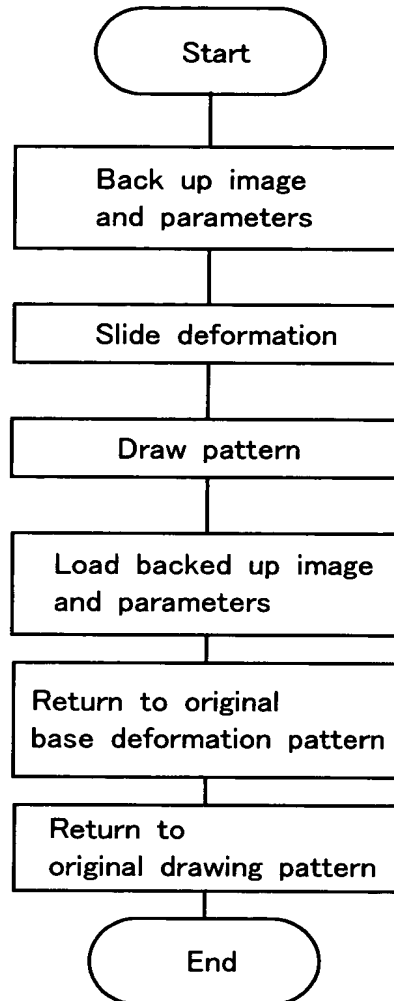 Start
Back up image
and parameters
Slide deformation
Draw pattern
Load backed up image
and parameters
Return to original
base deformation pattern
Return to
original drawing pattern
End